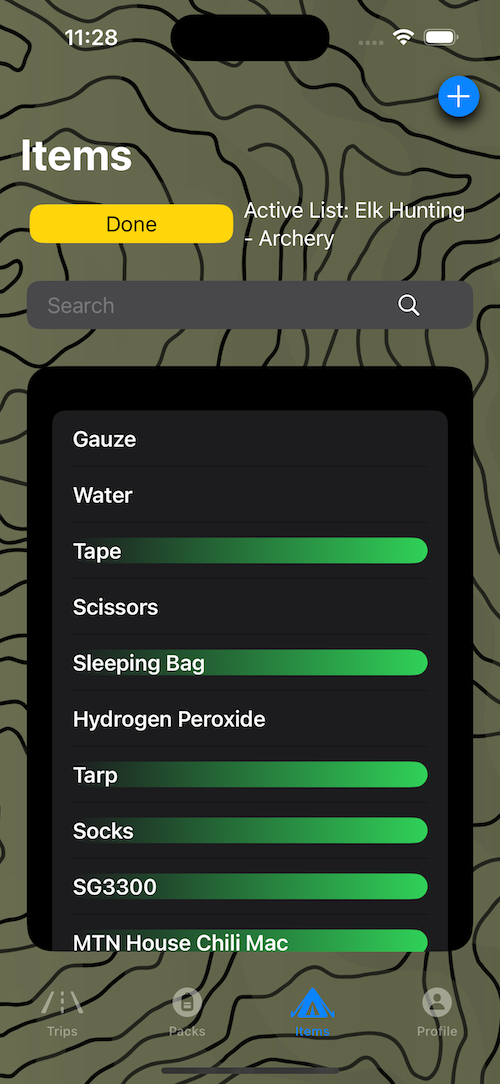 11:28
Items
Done
Active List: Elk Hunting
- Archery
Search
Gauze
Water
Tape
Scissors
Sleeping Bag
Hydrogen Peroxide
Tarp
Socks
SG3300
MTN House Chili Mac
Trips
Packs
Items
Profile